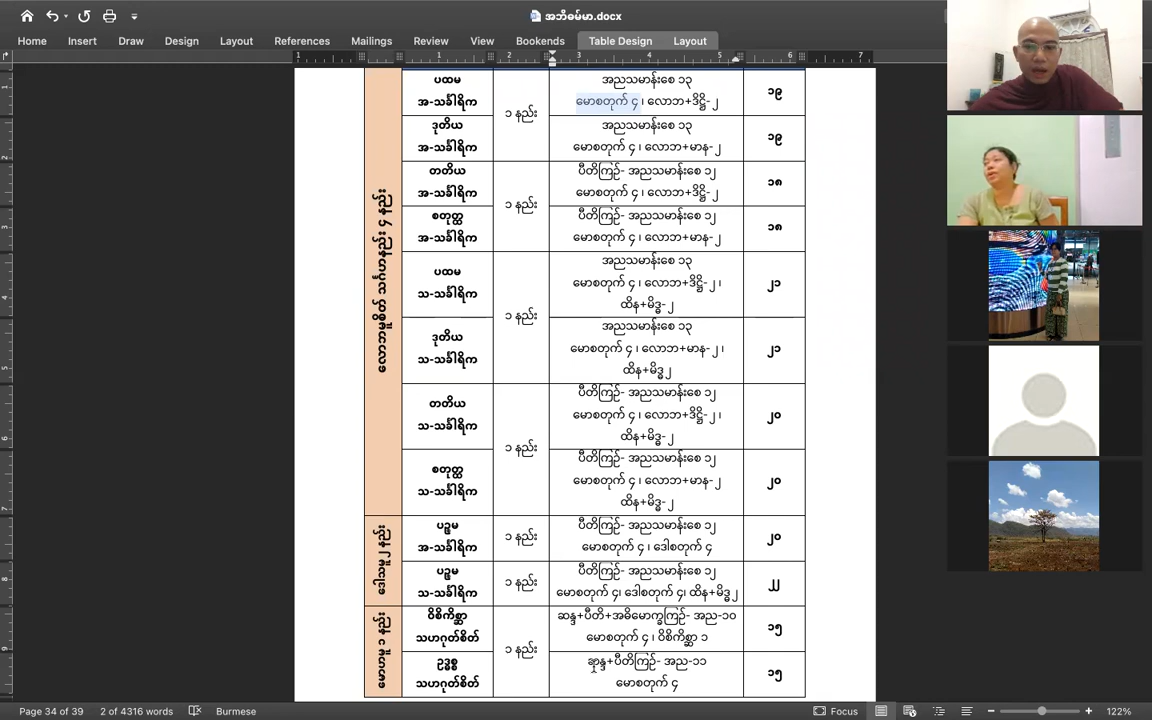 အဘိဓမ္မာ.docx
Home Insert Draw Design Layout References Mailings Review View Bookends Table Design Layout
1 1 2 3 4 5 6 7
လောဘမူစိတ် သင်္ဂဟနည်း ၄ နည်း
ပထမ
အ-သင်္ခါရိက
၁ နည်း
အညသမာန်းစေ ၁၃
မောစတုက် ၄ ၊ လောဘ+ဒိဋ္ဌိ-၂
၁၉
ဒုတိယ
အ-သင်္ခါရိက
အညသမာန်းစေ ၁၃
မောစတုက် ၄ ၊ လောဘ+မာန-၂
၁၉
တတိယ
အ-သင်္ခါရိက
၁ နည်း
ပီတိကြဉ်- အညသမာန်းစေ ၁၂
မောစတုက် ၄ ၊ လောဘ+ဒိဋ္ဌိ-၂
၁၈
စတုတ္ထ
အ-သင်္ခါရိက
ပီတိကြဉ်- အညသမာန်းစေ ၁၂
မောစတုက် ၄ ၊ လောဘ+မာန-၂
၁၈
ပထမ
သ-သင်္ခါရိက
၁ နည်း
အညသမာန်းစေ ၁၃
မောစတုက် ၄ ၊ လောဘ+ဒိဋ္ဌိ-၂ ၊
ထိန+မိဒ္ဓ-၂
၂၁
ဒုတိယ
သ-သင်္ခါရိက
အညသမာန်းစေ ၁၃
မောစတုက် ၄ ၊ လောဘ+မာန-၂ ၊
ထိန+မိဒ္ဓ၂
၂၁
တတိယ
သ-သင်္ခါရိက
၁ နည်း
ပီတိကြဉ်- အညသမာန်းစေ ၁၂
မောစတုက် ၄ ၊ လောဘ+ဒိဋ္ဌိ-၂ ၊
ထိန+မိဒ္ဓ-၂
၂၀
စတုတ္ထ
သ-သင်္ခါရိက
ပီတိကြဉ်- အညသမာန်းစေ ၁၂
မောစတုက် ၄ ၊ လောဘ+မာန-၂
ထိန+မိဒ္ဓ-၂
၂၀
ဒေါသမူ၂နည်း
ပဌမ
အ-သင်္ခါရိက
၁ နည်း
ပီတိကြဉ်- အညသမာန်းစေ ၁၂
မောစတုက် ၄ ၊ ဒေါစတုက် ၄
၂၀
ပဌမ
သ-သင်္ခါရိက
၁ နည်း
ပီတိကြဉ်- အညသမာန်းစေ ၁၂
မောစတုက် ၄၊ ဒေါစတုက် ၄၊ ထိန+မိဒ္ဓ၂
၂၂
မောဟမူ ၁ နည်း
ဝိစိကိစ္ဆာ
သဟဂုတ်စိတ်
၁ နည်း
ဆန္ဒ+ပီတိ+အဓိမောက္ခကြဉ်- အည-၁၀
မောစတုက် ၄ ၊ ဝိစိကိစ္ဆာ ၁
၁၅
ဥဒ္ဓစ္စ
သဟဂုတ်စိတ်
ဆန္ဒ+ပီတိကြဉ်- အည-၁၁
မောစတုက် ၄
၁၅
Page 34 of 39 2 of 4316 words Burmese Focus 122%